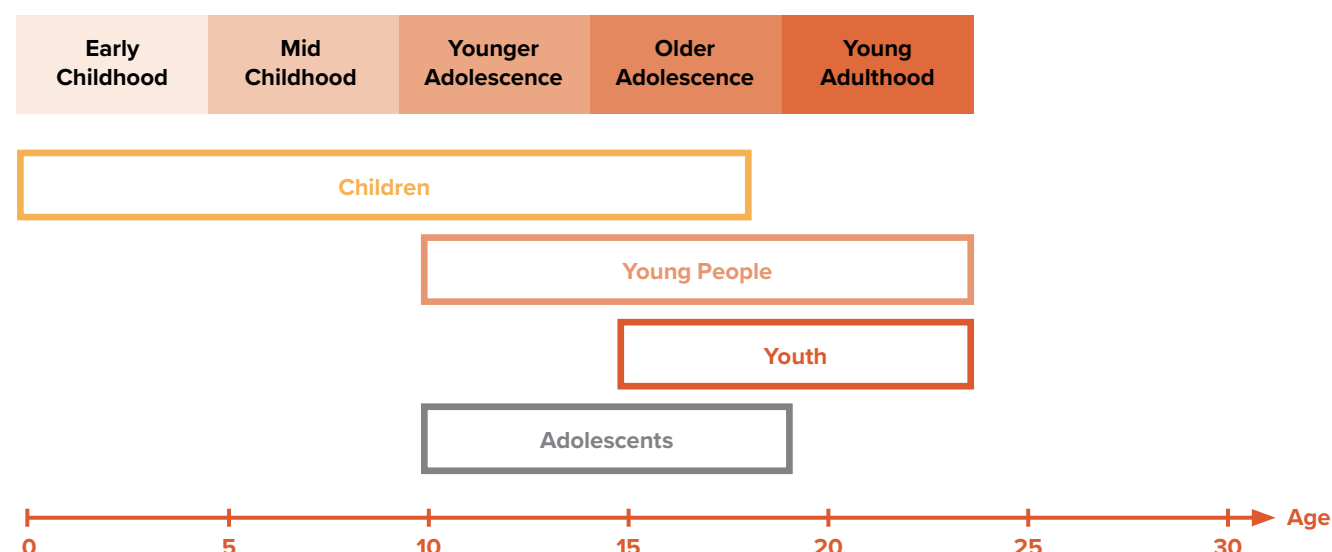 Early
Childhood
Mid
Childhood
Younger
Adolescence
Older
Adolescence
Young
Adulthood
Children
Young People
Youth
Adolescents
Age
0 5 10 15 20 25 30